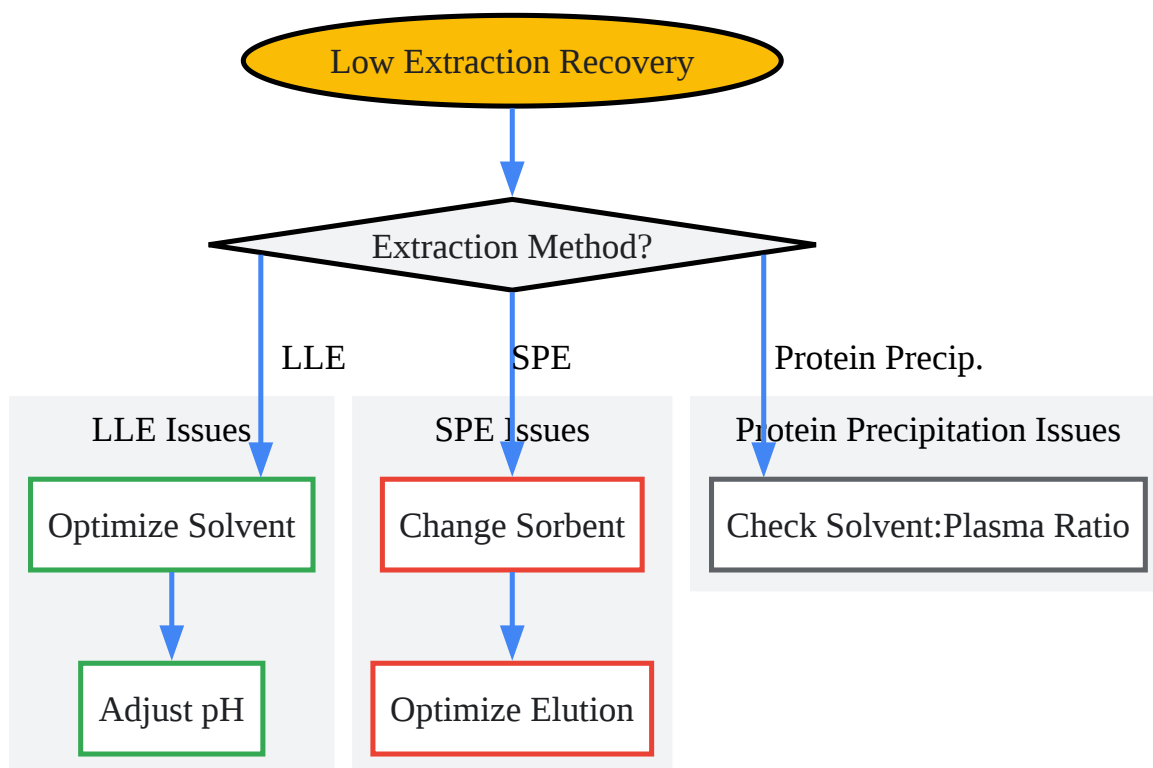 Low Extraction Recovery
Extraction Method?
LLE
SPE
Protein Precip.
LLE Issues
SPE Issues
Protein Precipitation Issues
Optimize Solvent
Change Sorbent
Check Solvent:Plasma Ratio
Adjust pH
Optimize Elution